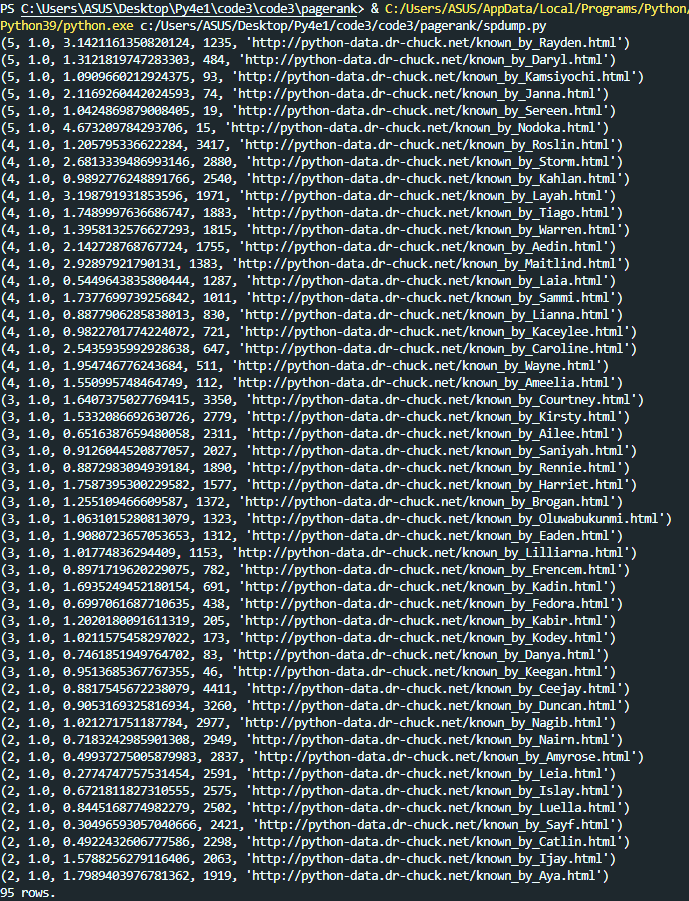 PS C:\Users\ASUS\Desktop\Py4e1\code3\code3\pagerank> & C:/Users/ASUS/AppData/Local/Programs/Python/
Python39/python.exe c:/Users/ASUS/Desktop/Py4e1/code3/code3/pagerank/spdump.py
(5, 1.0, 3.1421161350820124, 1235, 'http://python-data.dr-chuck.net/known_by_Rayden.html')
(5, 1.0, 1.3121819747283303, 484, 'http://python-data.dr-chuck.net/known_by_Daryl.html')
(5, 1.0, 1.0909660212924375, 93, 'http://python-data.dr-chuck.net/known_by_Kamsiyochi.html')
(5, 1.0, 2.1169260442024593, 74, 'http://python-data.dr-chuck.net/known_by_Janna.html')
(5, 1.0, 1.0424869879008405, 19, 'http://python-data.dr-chuck.net/known_by_Sereen.html')
(5, 1.0, 4.673209784293706, 15, 'http://python-data.dr-chuck.net/known_by_Nodoka.html')
(4, 1.0, 1.205795336622284, 3417, 'http://python-data.dr-chuck.net/known_by_Roslin.html')
(4, 1.0, 2.6813339486993146, 2880, 'http://python-data.dr-chuck.net/known_by_Storm.html')
(4, 1.0, 0.9892776248891766, 2540, 'http://python-data.dr-chuck.net/known_by_Kahlan.html')
(4, 1.0, 3.198791931853596, 1971, 'http://python-data.dr-chuck.net/known_by_Layah.html')
(4, 1.0, 1.7489997636686747, 1883, 'http://python-data.dr-chuck.net/known_by_Tiago.html')
(4, 1.0, 1.3958132576627293, 1815, 'http://python-data.dr-chuck.net/known_by_Warren.html')
(4, 1.0, 2.142728768767724, 1755, 'http://python-data.dr-chuck.net/known_by_Aedin.html')
(4, 1.0, 2.92897921790131, 1383, 'http://python-data.dr-chuck.net/known_by_Maitlind.html')
(4, 1.0, 0.5449643835800444, 1287, 'http://python-data.dr-chuck.net/known_by_Laia.html')
(4, 1.0, 1.7377699739256842, 1011, 'http://python-data.dr-chuck.net/known_by_Sammi.html')
(4, 1.0, 0.8877906285838013, 830, 'http://python-data.dr-chuck.net/known_by_Lianna.html')
(4, 1.0, 0.9822701774224072, 721, 'http://python-data.dr-chuck.net/known_by_Kaceylee.html')
(4, 1.0, 2.5435935992928638, 647, 'http://python-data.dr-chuck.net/known_by_Caroline.html')
(4, 1.0, 1.954746776243684, 511, 'http://python-data.dr-chuck.net/known_by_Wayne.html')
(4, 1.0, 1.550995748464749, 112, 'http://python-data.dr-chuck.net/known_by_Ameelia.html')
(3, 1.0, 1.6407375027769415, 3350, 'http://python-data.dr-chuck.net/known_by_Courtney.html')
(3, 1.0, 1.5332086692630726, 2779, 'http://python-data.dr-chuck.net/known_by_Kirsty.html')
(3, 1.0, 0.6516387659480058, 2311, 'http://python-data.dr-chuck.net/known_by_Ailee.html')
(3, 1.0, 0.9126044520877057, 2027, 'http://python-data.dr-chuck.net/known_by_Saniyah.html')
(3, 1.0, 0.8872983094939184, 1890, 'http://python-data.dr-chuck.net/known_by_Rennie.html')
(3, 1.0, 1.7587395300229582, 1577, 'http://python-data.dr-chuck.net/known_by_Harriet.html')
(3, 1.0, 1.255109466609587, 1372, 'http://python-data.dr-chuck.net/known_by_Brogan.html')
(3, 1.0, 1.0631015280813079, 1323, 'http://python-data.dr-chuck.net/known_by_Oluwabukunmi.html')
(3, 1.0, 1.9080723657053653, 1312, 'http://python-data.dr-chuck.net/known_by_Eaden.html')
(3, 1.0, 1.01774836294409, 1153, 'http://python-data.dr-chuck.net/known_by_Lilliarna.html')
(3, 1.0, 0.8971719620229075, 782, 'http://python-data.dr-chuck.net/known_by_Erencem.html')
(3, 1.0, 1.6935249452180154, 691, 'http://python-data.dr-chuck.net/known_by_Kadin.html')
(3, 1.0, 0.6997061687710635, 438, 'http://python-data.dr-chuck.net/known_by_Fedora.html')
(3, 1.0, 1.2020180091611319, 205, 'http://python-data.dr-chuck.net/known_by_Kabir.html')
(3, 1.0, 1.0211575458297022, 173, 'http://python-data.dr-chuck.net/known_by_Kodey.html')
(3, 1.0, 0.7461851949764702, 83, 'http://python-data.dr-chuck.net/known_by_Danya.html')
(3, 1.0, 0.9513685367767355, 46, 'http://python-data.dr-chuck.net/known_by_Keegan.html')
(2, 1.0, 0.8817545672238079, 4411, 'http://python-data.dr-chuck.net/known_by_Ceejay.html')
(2, 1.0, 0.9053169325816934, 3260, 'http://python-data.dr-chuck.net/known_by_Duncan.html')
(2, 1.0, 1.021271751187784, 2977, 'http://python-data.dr-chuck.net/known_by_Nagib.html')
(2, 1.0, 0.7183242985901308, 2949, 'http://python-data.dr-chuck.net/known_by_Nairn.html')
(2, 1.0, 0.49937275005879983, 2837, 'http://python-data.dr-chuck.net/known_by_Amyrose.html')
(2, 1.0, 0.2774747757531454, 2591, 'http://python-data.dr-chuck.net/known_by_Leia.html')
(2, 1.0, 0.6721811827310555, 2575, 'http://python-data.dr-chuck.net/known_by_Islay.html')
(2, 1.0, 0.8445168774982279, 2502, 'http://python-data.dr-chuck.net/known_by_Luella.html')
(2, 1.0, 0.30496593057040666, 2421, 'http://python-data.dr-chuck.net/known_by_Sayf.html')
(2, 1.0, 0.4922432606777586, 2298, 'http://python-data.dr-chuck.net/known_by_Catlin.html')
(2, 1.0, 1.5788256279116406, 2063, 'http://python-data.dr-chuck.net/known_by_Ijay.html')
(2, 1.0, 1.7989403976781362, 1919, 'http://python-data.dr-chuck.net/known_by_Aya.html')
95 rows.